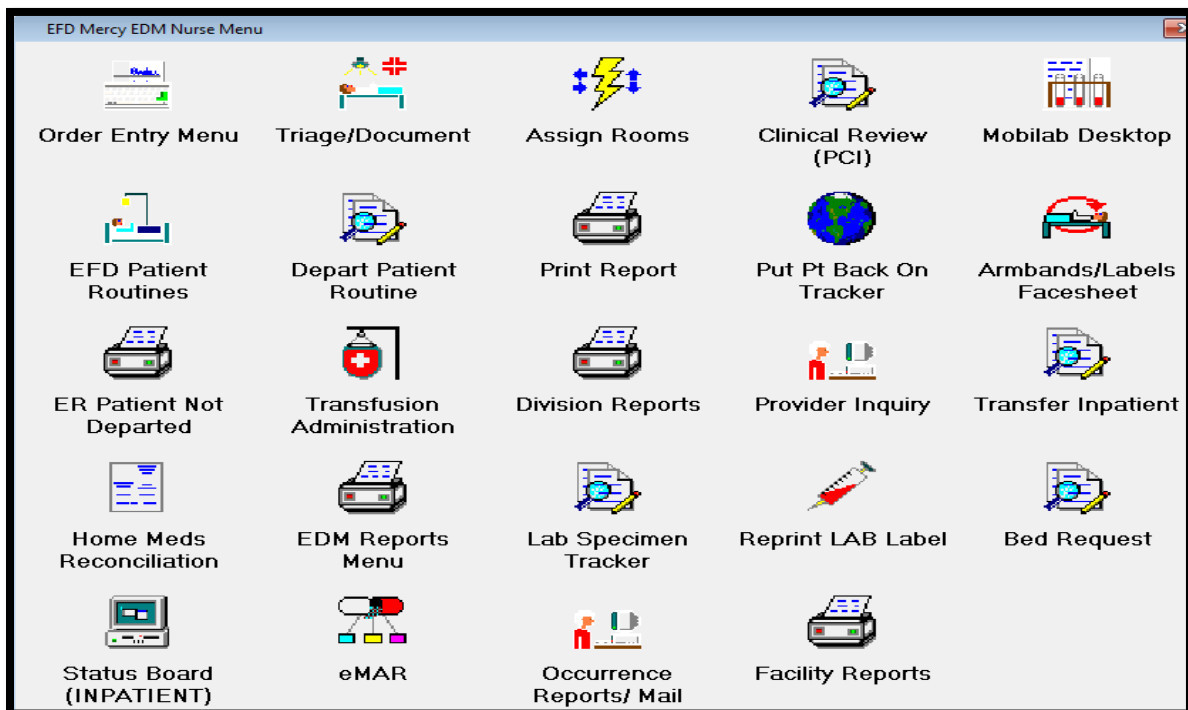 EFD Mercy EDM Nurse Menu
Order Entry Menu
Triage/Document
Assign Rooms
Clinical Review
(PCI)
Mobilab Desktop
EFD Patient
Routines
Depart Patient
Routine
Print Report
Put Pt Back On
Tracker
Armbands/Labels
Facesheet
ER Patient Not
Departed
Transfusion
Administration
Division Reports
Provider Inquiry
Transfer Inpatient
Home Meds
Reconciliation
EDM Reports
Menu
Lab Specimen
Tracker
Reprint LAB Label
Bed Request
Status Board
(INPATIENT)
eMAR
Occurrence
Reports/ Mail
Facility Reports